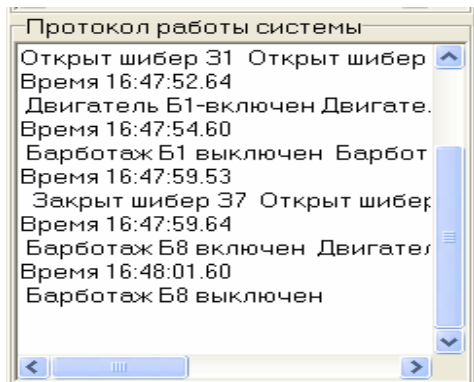 Протокол работы системы
Открыт шибер З1 Открыт шибер
Время 16:47:52.64
Двигатель Б1-включен Двигате.
Время 16:47:54.60
Барботаж Б1 выключен Барбот
Время 16:47:59.53
Закрыт шибер З7 Открыт шибер
Время 16:47:59.64
Барботаж Б8 включен Двигател
Время 16:48:01.60
Барботаж Б8 выключен